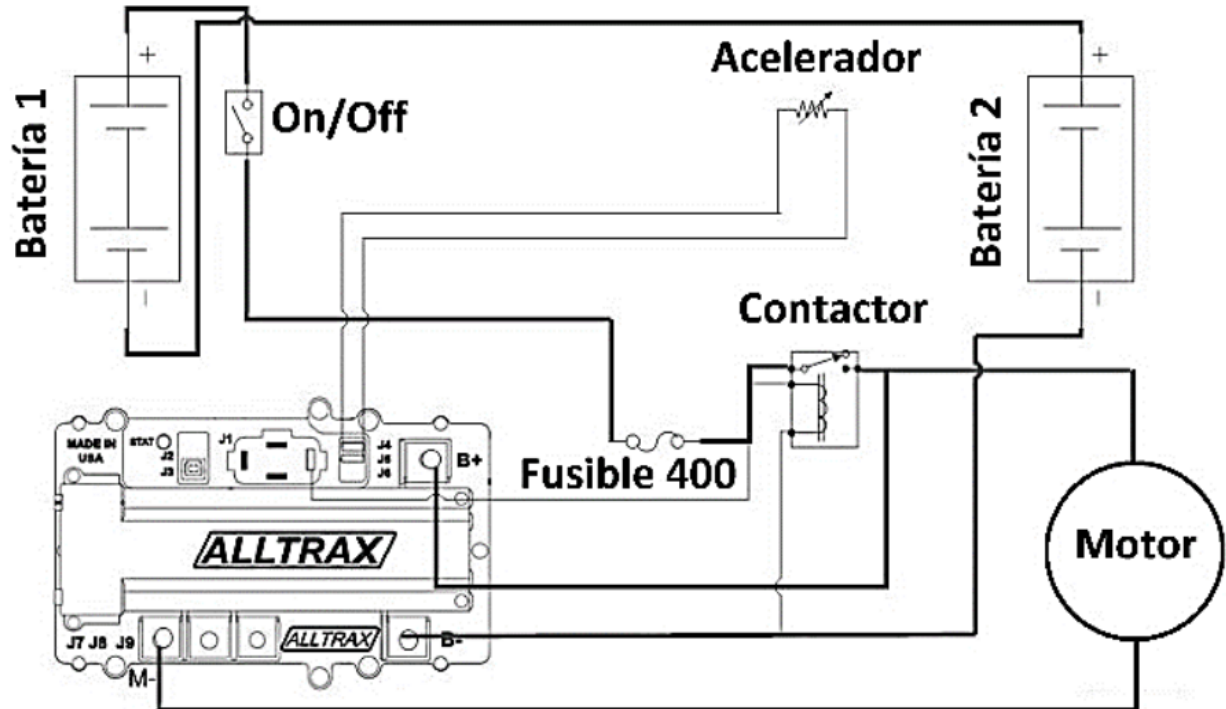 +
Batería 1
-
On/Off
Acelerador
+
Batería 2
-
Contactor
Fusible 400
MADE IN
USA
STAT
J2
J3
J1
J4
J5
J6
B+
ALLTRAX
J7 J8 J9
ALLTRAX
B-
M-
Motor